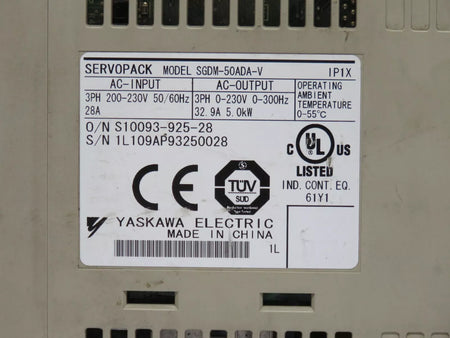 SERVOPACK MODEL SGDM-50ADA-V IP1X
AC-INPUT AC-OUTPUT OPERATING
3PH 200-230V 50/60Hz 3PH 0-230V 0-300Hz AMBIENT
28A 32.9A 5.0kW TEMPERATURE
0-55℃
O/N S10093-925-28
S/N 1L109AP93250028
C UL US
LISTED
CE TÜV
SÜD
IND. CONT. EQ.
61Y1
YASKAWA ELECTRIC
MADE IN CHINA
1L